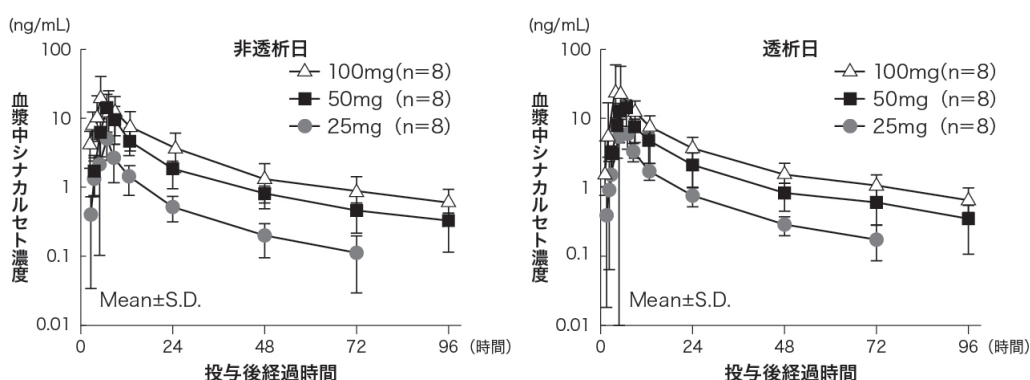 (ng/mL)
非透析日
100
10
1
0.1
0.01
血漿中シナカルセト濃度
100mg(n=8)
50mg (n=8)
25mg (n=8)
Mean±S.D.
0 24 48 72 96 (時間)
投与後経過時間
(ng/mL)
透析日
100
10
1
0.1
0.01
血漿中シナカルセト濃度
100mg(n=8)
50mg (n=8)
25mg (n=8)
Mean±S.D.
0 24 48 72 96 (時間)
投与後経過時間